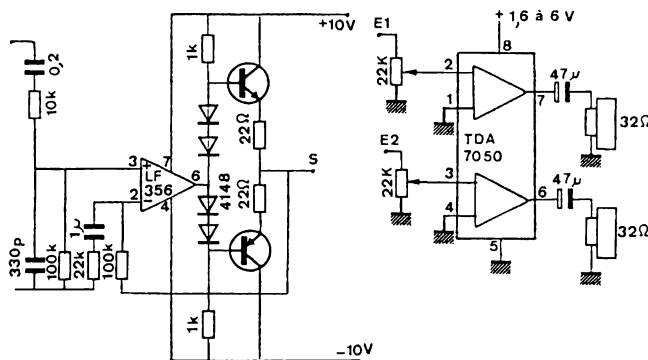 0,2
10k
330p
100k
1µ
22k
100k
3
+
LF
356
2
-
7
4
6
1k
+10V
22Ω
S
22Ω
4148
1k
-10V
E1
22K
+ 1,6 à 6 V
8
2
1
7
47µ
32Ω
TDA
7050
E2
22K
3
4
6
47µ
32Ω
5